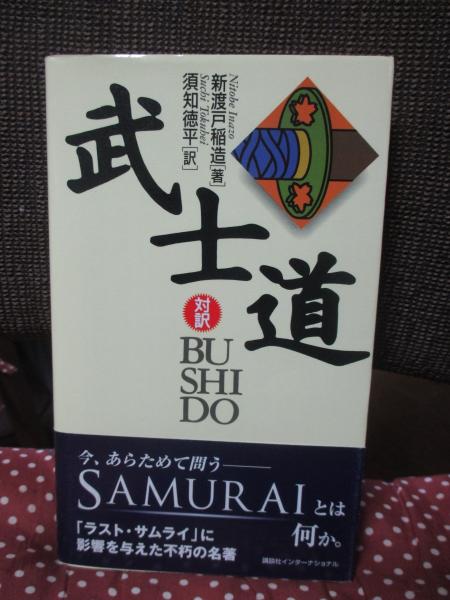 新渡戸稲造[著]
Nitobe Inazo
須知徳平[訳]
Suchi Tokuhei
武士道
対訳
BU
SHI
DO
今、あらためて問う——
SAMURAIとは
何か。
「ラスト・サムライ」に
影響を与えた不朽の名著
講談社インターナショナル